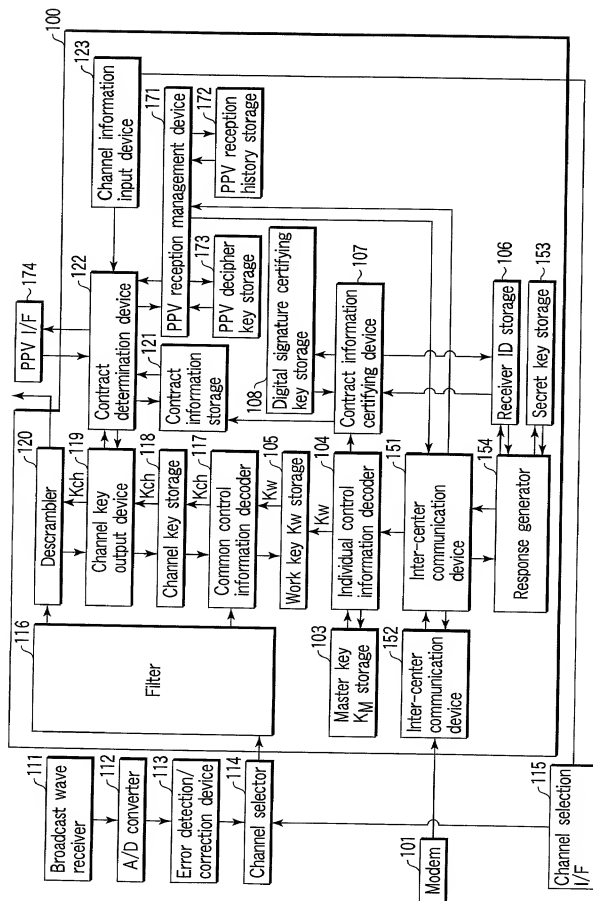 100
111
Broadcast wave
receiver
112
A/D converter
113
Error detection/
correction device
114
Channel selector
115
Channel selection
I/F
101
Modem
116
Filter
103
Master key
KM storage
152
Inter-center
communication
device
120
Descrambler
Kch
119
Channel key
output device
Kch
118
Channel key storage
Kch
117
Common control
information decoder
Kw
105
Work key Kw storage
Kw
104
Individual control
information decoder
151
Inter-center
communication
device
154
Response generator
174
PPV I/F
122
Contract
determination device
121
Contract information
storage
108
Digital signature certifying
key storage
107
Contract information
certifying device
106
Receiver ID storage
153
Secret key storage
123
Channel information
input device
171
PPV reception management device
173
PPV decipher
key storage
172
PPV reception
history storage